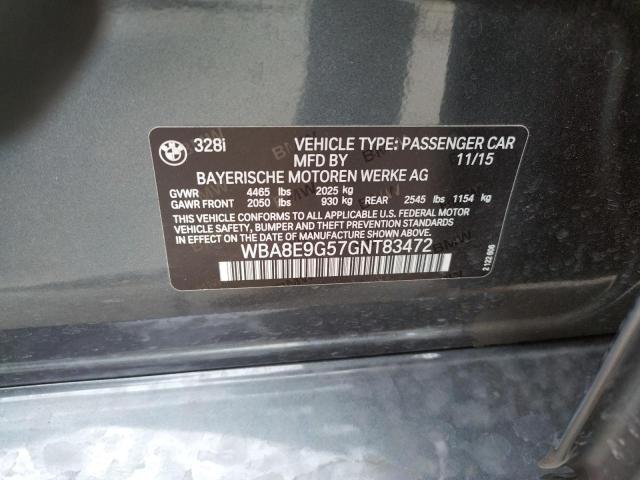 BMW 328i VEHICLE TYPE: PASSENGER CAR
MFD BY 11/15
BAYERISCHE MOTOREN WERKE AG
GVWR 4465 lbs 2025 kg
GAWR FRONT 2050 lbs 930 kg REAR 2545 lbs 1154 kg
THIS VEHICLE CONFORMS TO ALL APPLICABLE U.S. FEDERAL MOTOR
VEHICLE SAFETY, BUMPER AND THEFT PREVENTION STANDARDS IN EFFECT ON THE DATE OF
MANUFACTURE SHOWN ABOVE.
WBA8E9G57GNT83472